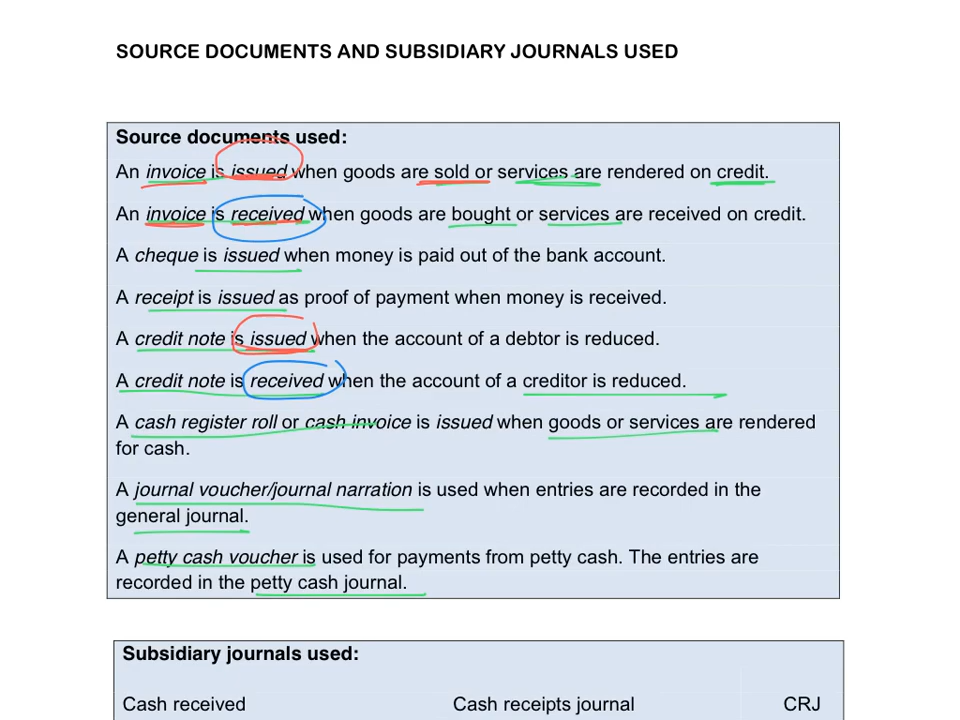 SOURCE DOCUMENTS AND SUBSIDIARY JOURNALS USED
Source documents used:
An invoice is issued when goods are sold or services are rendered on credit.
An invoice is received when goods are bought or services are received on credit.
A cheque is issued when money is paid out of the bank account.
A receipt is issued as proof of payment when money is received.
A credit note is issued when the account of a debtor is reduced.
A credit note is received when the account of a creditor is reduced.
A cash register roll or cash invoice is issued when goods or services are rendered
for cash.
A journal voucher/journal narration is used when entries are recorded in the
general journal.
A petty cash voucher is used for payments from petty cash. The entries are
recorded in the petty cash journal.
Subsidiary journals used:
Cash received Cash receipts journal CRJ